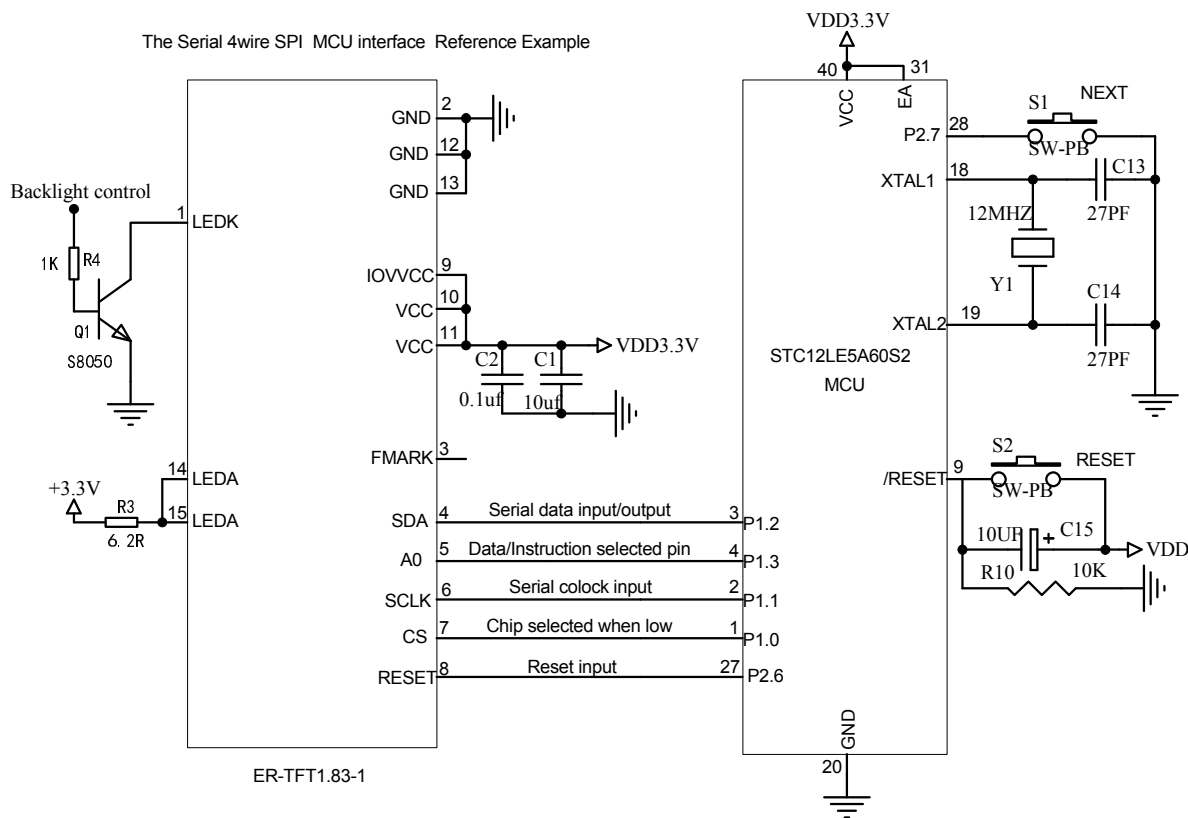 The Serial 4wire SPI MCU interface Reference Example
VDD3.3V
40
31
VCC
EA
GND
2
GND
12
GND
13
Backlight control
1K
R4
Q1
S8050
1
LEDK
IOVVCC
9
VCC
10
VCC
11
VDD3.3V
C2
0.1uf
C1
10uf
FMARK
3
+3.3V
R3
6.2R
14
LEDA
15
LEDA
SDA
4
Serial data input/output
3
P1.2
A0
5
Data/Instruction selected pin
4
P1.3
SCLK
6
Serial colock input
2
P1.1
CS
7
Chip selected when low
1
P1.0
RESET
8
Reset input
27
P2.6
ER-TFT1.83-1
STC12LE5A60S2
MCU
P2.7
28
S1
NEXT
SW-PB
XTAL1
18
C13
27PF
12MHZ
Y1
XTAL2
19
C14
27PF
/RESET
9
S2
RESET
SW-PB
10UF
+
C15
VDD
R10
10K
GND
20